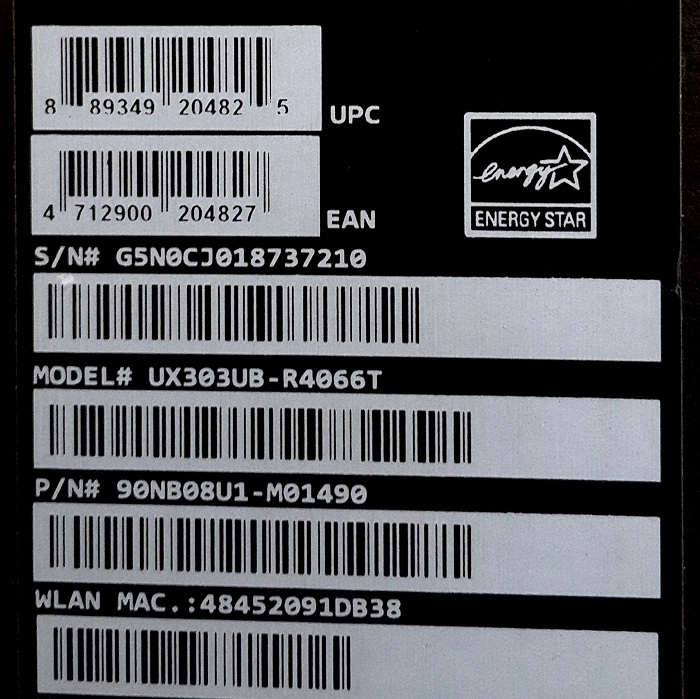 8 89349 20482 5
UPC
4 712900 204827
EAN
energy
ENERGY STAR
S/N# G5N0CJ018737210
MODEL# UX303UB-R4066T
P/N# 90NB08U1-M01490
WLAN MAC.:48452091DB38